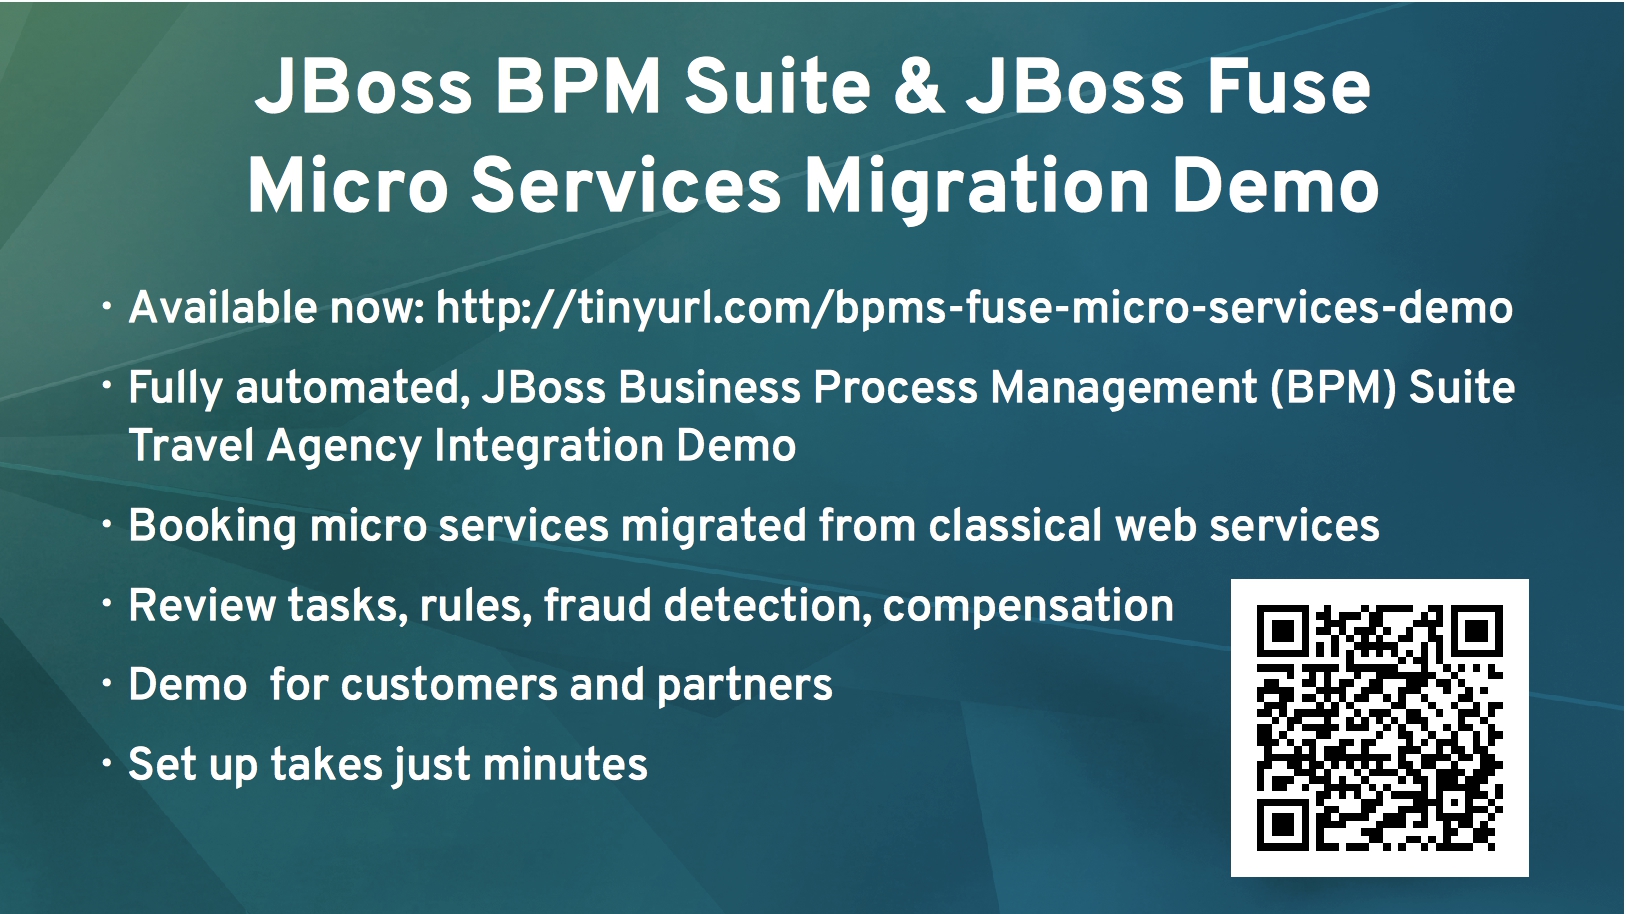 JBoss BPM Suite & JBoss Fuse
Micro Services Migration Demo
• Available now: http://tinyurl.com/bpms-fuse-micro-services-demo
• Fully automated, JBoss Business Process Management (BPM) Suite
Travel Agency Integration Demo
• Booking micro services migrated from classical web services
• Review tasks, rules, fraud detection, compensation
• Demo  for customers and partners
• Set up takes just minutes